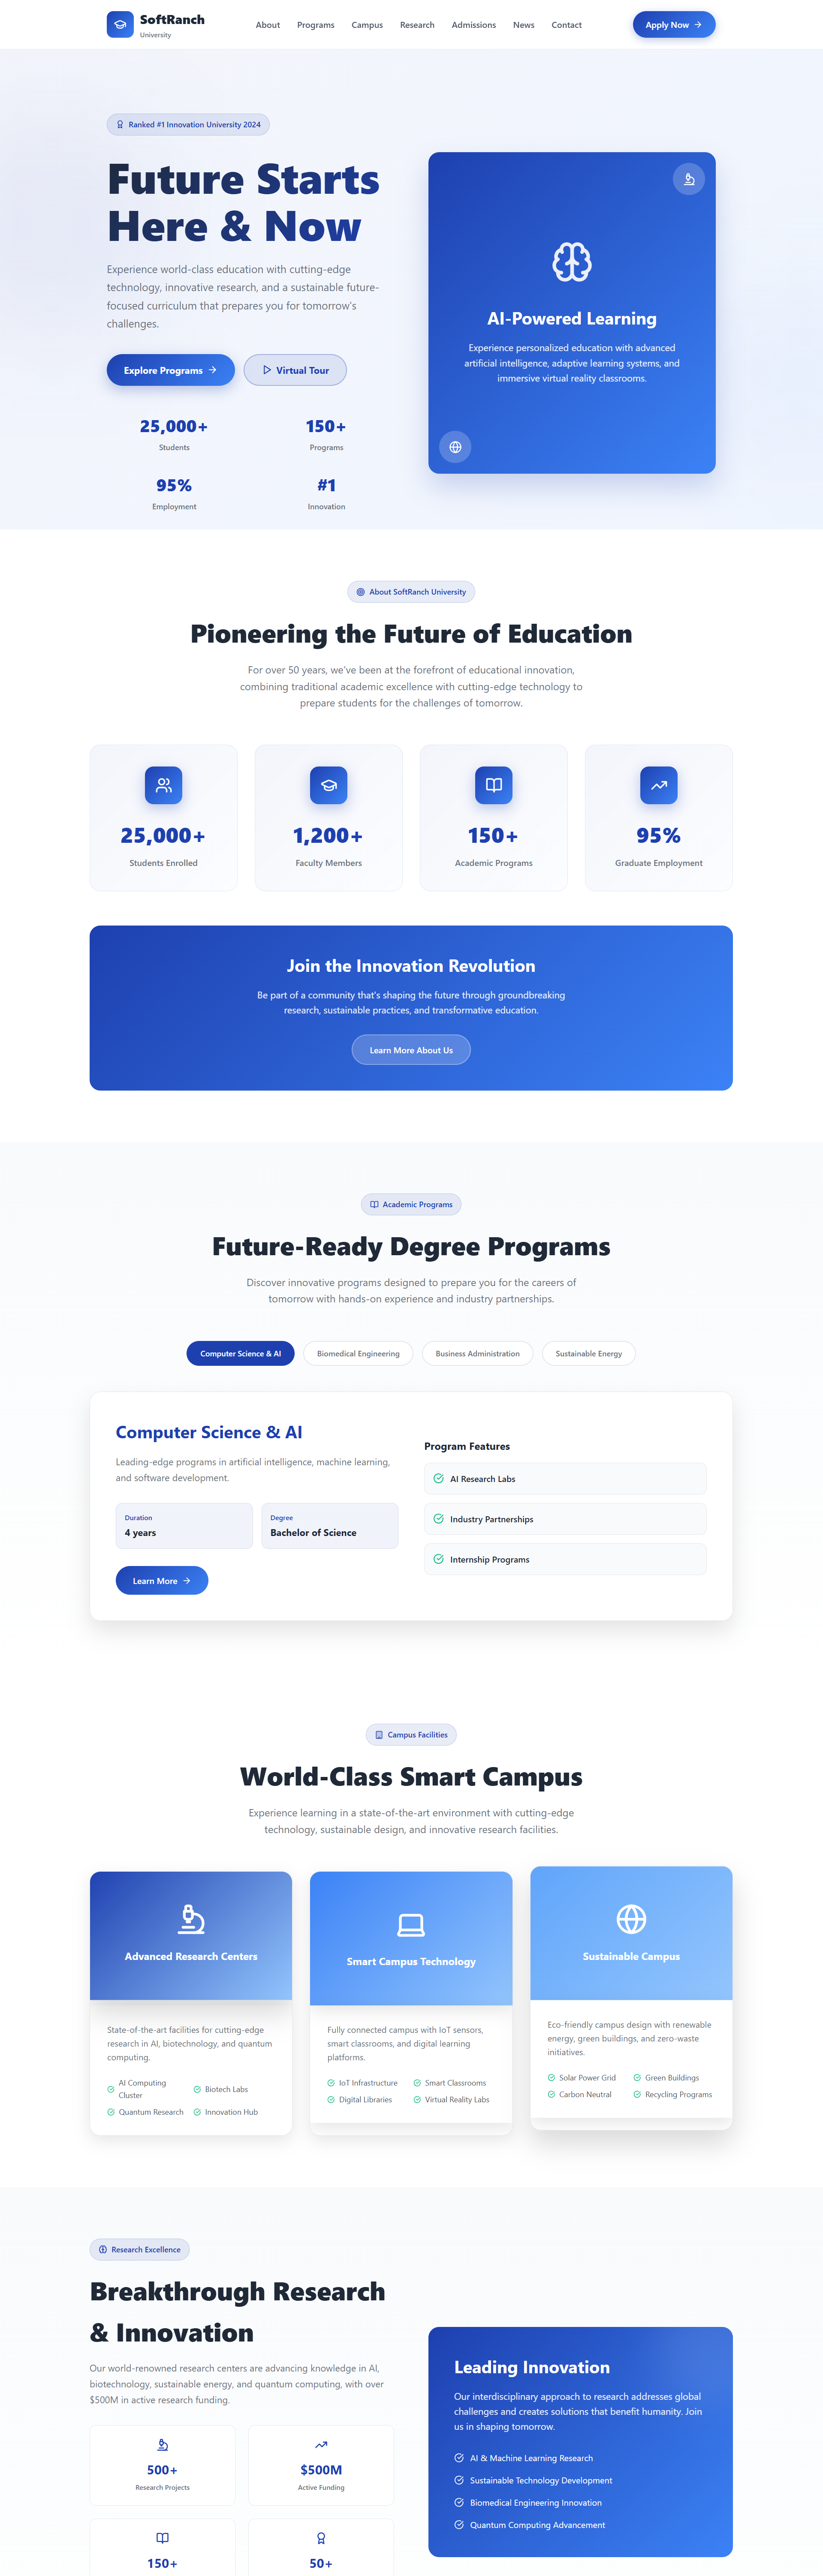 SoftRanch
University
About
Programs
Campus
Research
Admissions
News
Contact
Apply Now
Ranked #1 Innovation University 2024
Future Starts
Here & Now
Experience world-class education with cutting-edge
technology, innovative research, and a sustainable future-
focused curriculum that prepares you for tomorrow's
challenges.
Explore Programs
Virtual Tour
25,000+
Students
150+
Programs
95%
Employment
#1
Innovation
AI-Powered Learning
Experience personalized education with advanced
artificial intelligence, adaptive learning systems, and
immersive virtual reality classrooms.
About SoftRanch University
Pioneering the Future of Education
For over 50 years, we've been at the forefront of educational innovation,
combining traditional academic excellence with cutting-edge technology to
prepare students for the challenges of tomorrow.
25,000+
Students Enrolled
1,200+
Faculty Members
150+
Academic Programs
95%
Graduate Employment
Join the Innovation Revolution
Be part of a community that's shaping the future through groundbreaking
research, sustainable practices, and transformative education.
Learn More About Us
Academic Programs
Future-Ready Degree Programs
Discover innovative programs designed to prepare you for the careers of
tomorrow with hands-on experience and industry partnerships.
Computer Science & AI
Biomedical Engineering
Business Administration
Sustainable Energy
Computer Science & AI
Leading-edge programs in artificial intelligence, machine learning,
and software development.
Duration
4 years
Degree
Bachelor of Science
Learn More
Program Features
AI Research Labs
Industry Partnerships
Internship Programs
Campus Facilities
World-Class Smart Campus
Experience learning in a state-of-the-art environment with cutting-edge
technology, sustainable design, and innovative research facilities.
Advanced Research Centers
State-of-the-art facilities for cutting-edge
research in AI, biotechnology, and quantum
computing.
AI Computing
Cluster
Biotech Labs
Quantum Research
Innovation Hub
Smart Campus Technology
Fully connected campus with IoT sensors,
smart classrooms, and digital learning
platforms.
IoT Infrastructure
Smart Classrooms
Digital Libraries
Virtual Reality Labs
Sustainable Campus
Eco-friendly campus design with renewable
energy, green buildings, and zero-waste
initiatives.
Solar Power Grid
Green Buildings
Carbon Neutral
Recycling Programs
Research Excellence
Breakthrough Research
& Innovation
Our world-renowned research centers are advancing knowledge in AI,
biotechnology, sustainable energy, and quantum computing, with over
$500M in active research funding.
500+
Research Projects
$500M
Active Funding
150+
50+
Leading Innovation
Our interdisciplinary approach to research addresses global
challenges and creates solutions that benefit humanity. Join
us in shaping tomorrow.
AI & Machine Learning Research
Sustainable Technology Development
Biomedical Engineering Innovation
Quantum Computing Advancement